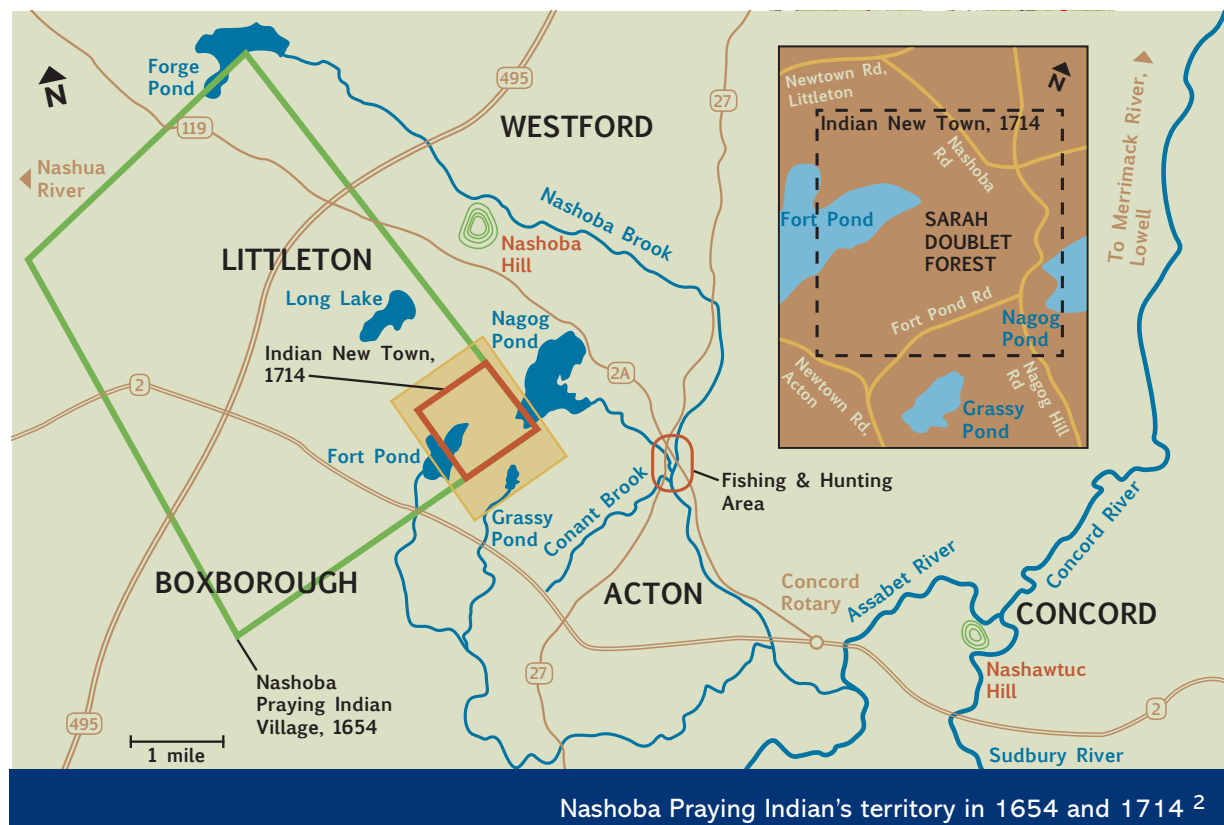 Forge
Pond
N
119
495
27
WESTFORD
Nashua
River
Nashoba Brook
Nashoba
Hill
LITTLETON
Long Lake
Nagog
Pond
Indian New Town,
1714
2
2A
Fort Pond
Grassy
Pond
Conant Brook
Fishing & Hunting
Area
BOXBOROUGH
ACTON
Concord
Rotary
Assabet River
Concord River
CONCORD
Nashawtuc
Hill
27
Nashoba
Praying Indian
Village, 1654
495
1 mile
2
Sudbury River
To Merrimack River,
Lowell
N
Newtown Rd,
Littleton
Indian New Town, 1714
Nashoba
Rd
Fort Pond
SARAH
DOUBLET
FOREST
Fort Pond Rd
Nagog
Pond
Newtown Rd,
Acton
Nagog Hill
Rd
Grassy
Pond
Nashoba Praying Indian's territory in 1654 and 1714 2